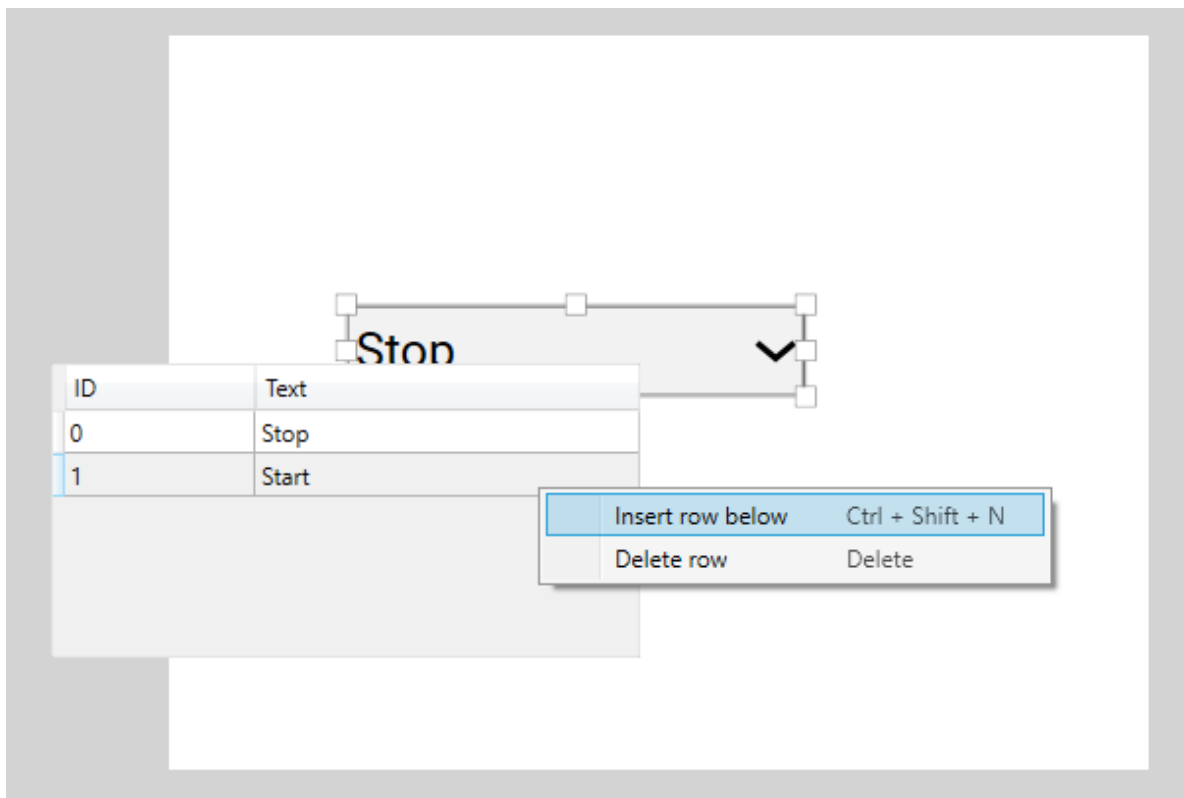 Stop
ID Text
0 Stop
1 Start
Insert row below Ctrl + Shift + N
Delete row Delete